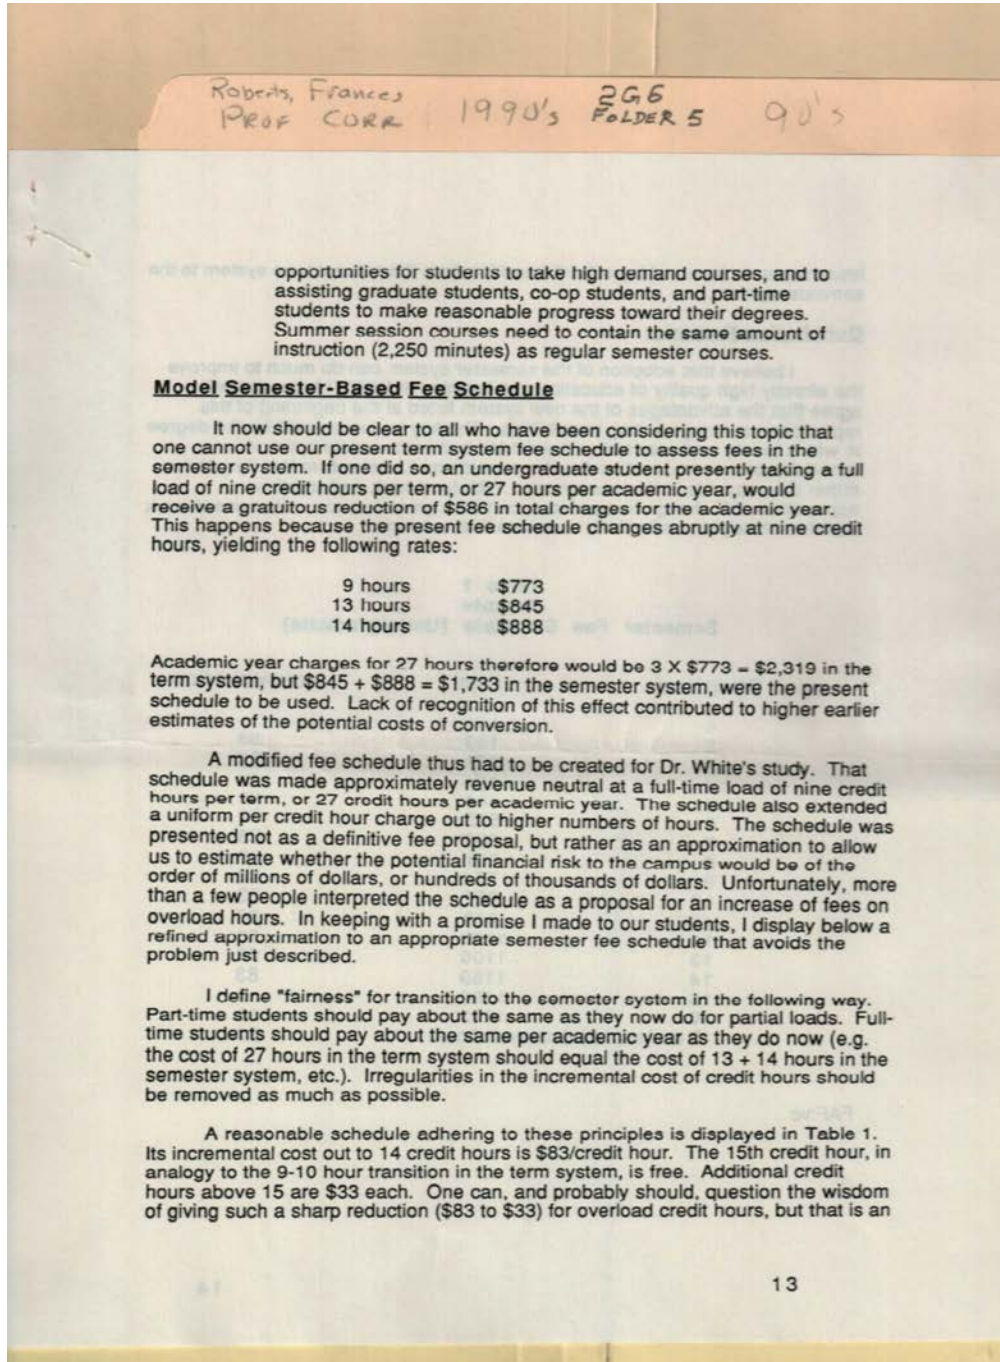 Roberts, Frances
PROF CORR
1990's
2G6
FOLDER 5
90's
opportunities for students to take high demand courses, and to
assisting graduate students, co-op students, and part-time
students to make reasonable progress toward their degrees.
Summer session courses need to contain the same amount of
instruction (2,250 minutes) as regular semester courses.
Model Semester-Based Fee Schedule
It now should be clear to all who have been considering this topic that
one cannot use our present term system fee schedule to assess fees in the
semester system. If one did so, an undergraduate student presently taking a full
load of nine credit hours per term, or 27 hours per academic year, would
receive a gratuitous reduction of $586 in total charges for the academic year.
This happens because the present fee schedule changes abruptly at nine credit
hours, yielding the following rates:
9 hours $773
13 hours $845
14 hours $888
Academic year charges for 27 hours therefore would be 3 X $773 = $2,319 in the
term system, but $845 + $888 = $1,733 in the semester system, were the present
schedule to be used. Lack of recognition of this effect contributed to higher earlier
estimates of the potential costs of conversion.
A modified fee schedule thus had to be created for Dr. White's study. That
schedule was made approximately revenue neutral at a full-time load of nine credit
hours per term, or 27 credit hours per academic year. The schedule also extended
a uniform per credit hour charge out to higher numbers of hours. The schedule was
presented not as a definitive fee proposal, but rather as an approximation to allow
us to estimate whether the potential financial risk to the campus would be of the
order of millions of dollars, or hundreds of thousands of dollars. Unfortunately, more
than a few people interpreted the schedule as a proposal for an increase of fees on
overload hours. In keeping with a promise I made to our students, I display below a
refined approximation to an appropriate semester fee schedule that avoids the
problem just described.
I define "fairness" for transition to the semester system in the following way.
Part-time students should pay about the same as they now do for partial loads. Full-
time students should pay about the same per academic year as they do now (e.g.
the cost of 27 hours in the term system should equal the cost of 13 + 14 hours in the
semester system, etc.). Irregularities in the incremental cost of credit hours should
be removed as much as possible.
A reasonable schedule adhering to these principles is displayed in Table 1.
Its incremental cost out to 14 credit hours is $83/credit hour. The 15th credit hour, in
analogy to the 9-10 hour transition in the term system, is free. Additional credit
hours above 15 are $33 each. One can, and probably should, question the wisdom
of giving such a sharp reduction ($83 to $33) for overload credit hours, but that is an
13